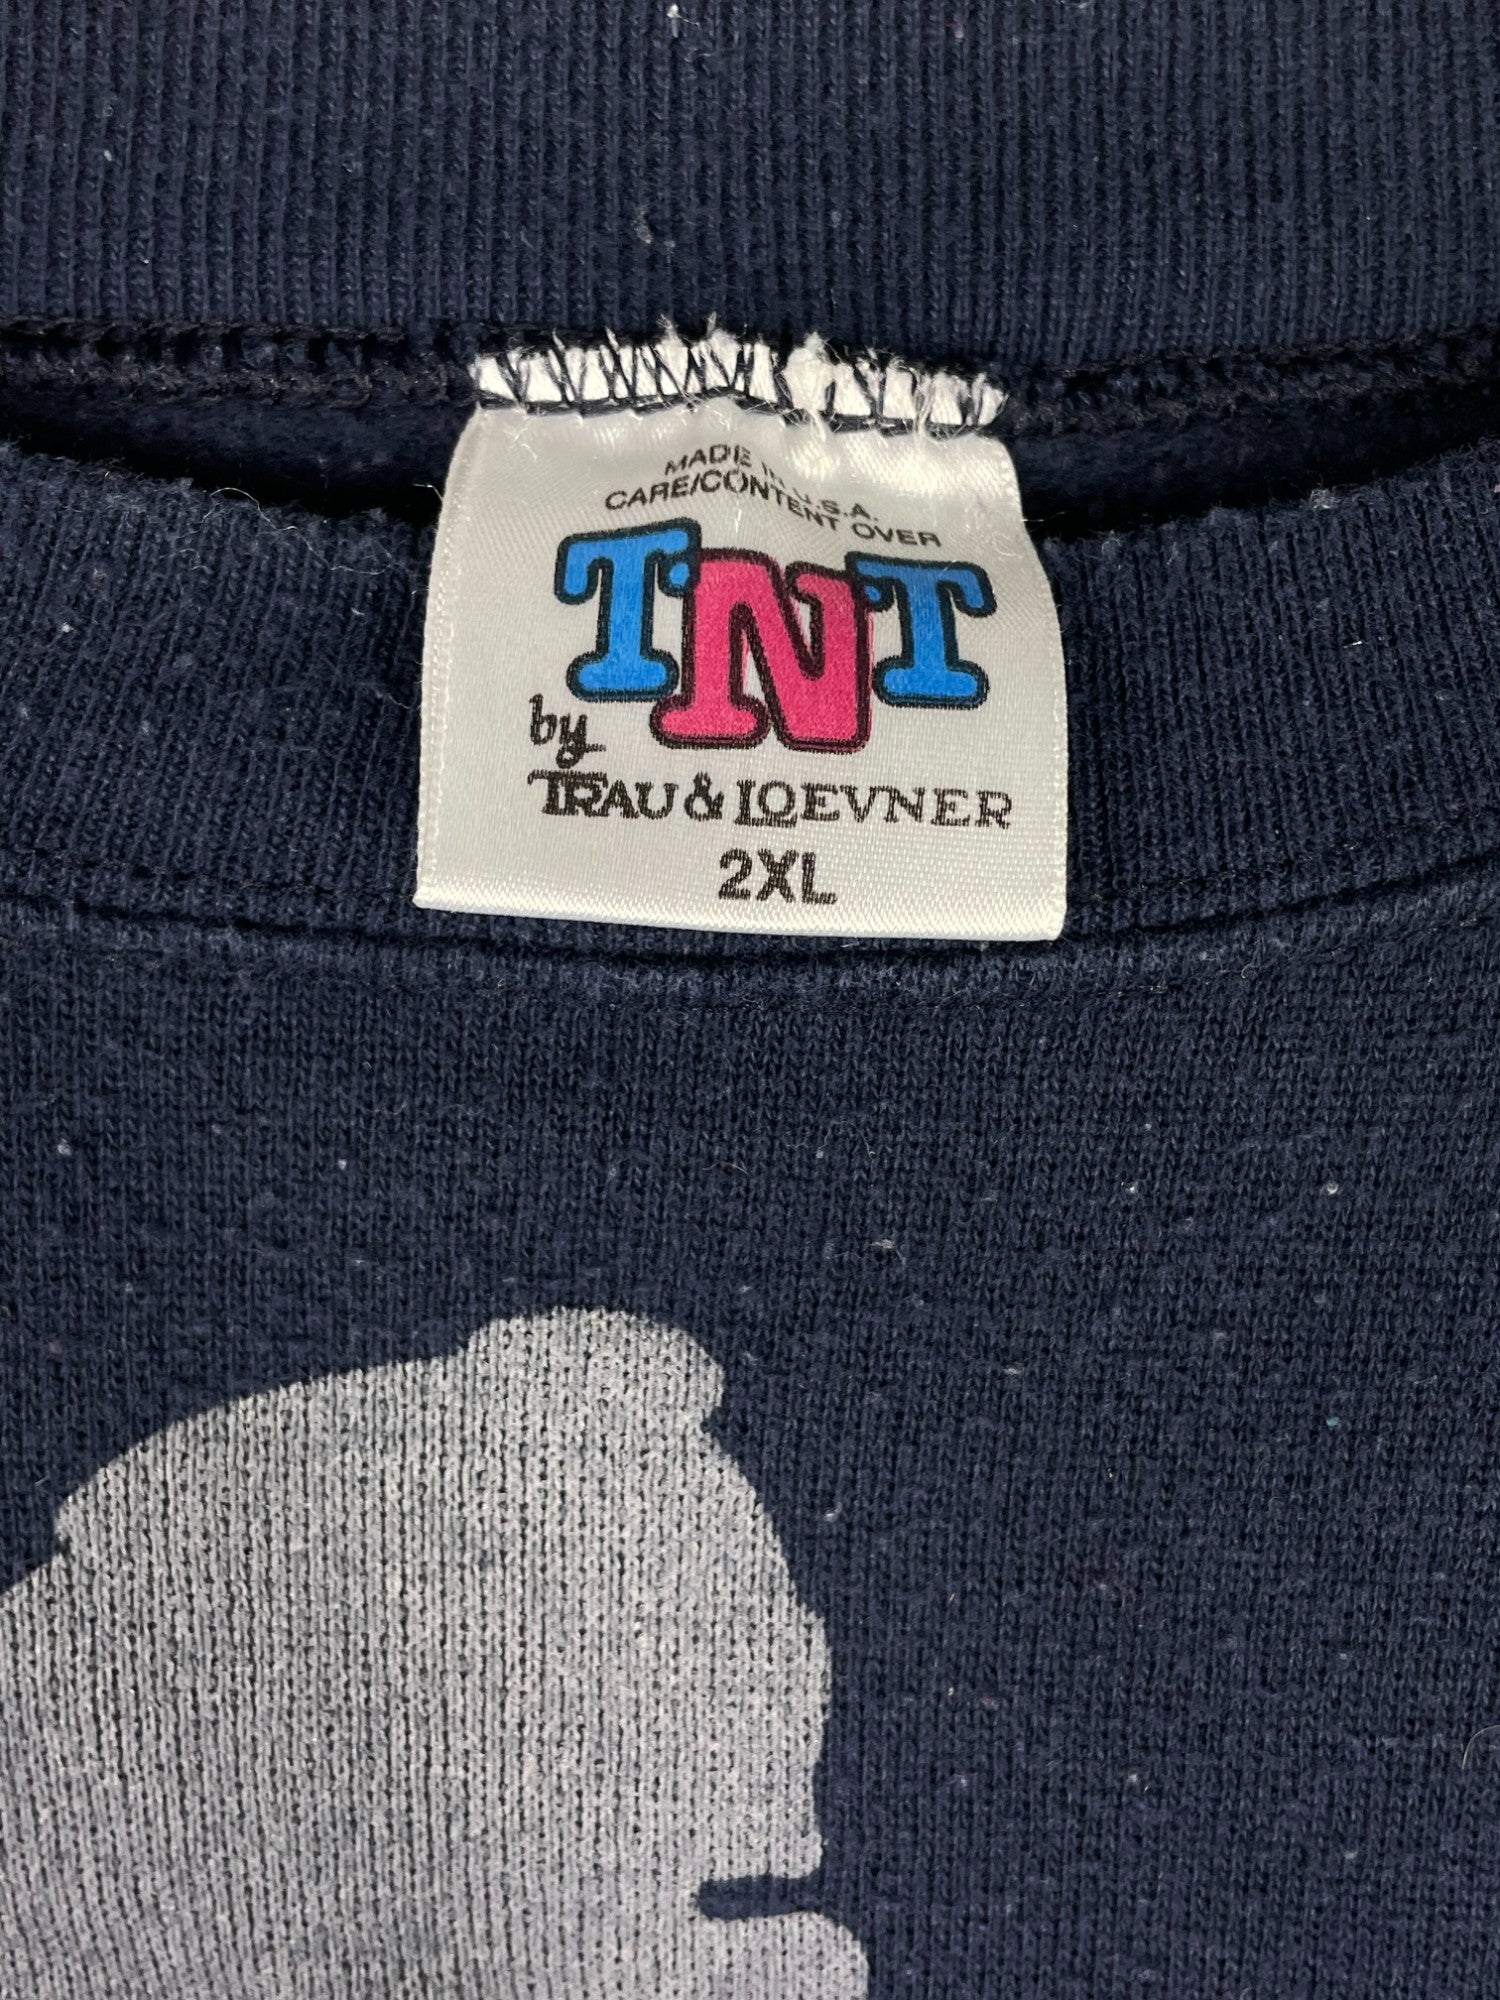 MADE IN U.S.A.
CARE/CONTENT OVER
TNT
by
TRAU & LOEVNER
2XL